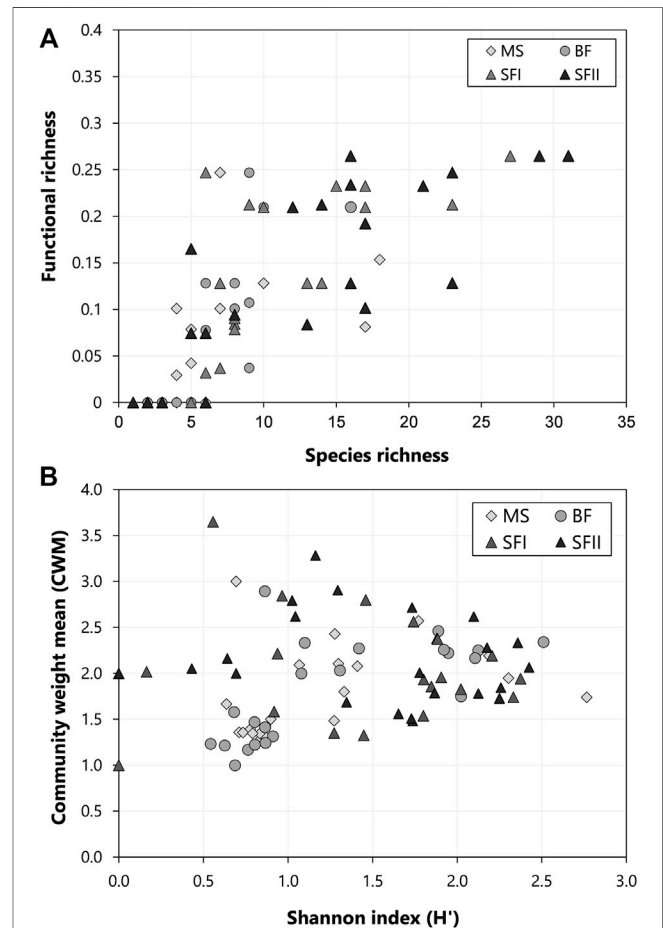 A
0.4
0.35
0.3
0.25
0.2
0.15
0.1
0.05
0
Functional richness
MS BF
SFI SFII
0 5 10 15 20 25 30 35
Species richness
B
4.0
3.5
3.0
2.5
2.0
1.5
1.0
0.5
0.0
Community weight mean (CWM)
MS BF
SFI SFII
0.0 0.5 1.0 1.5 2.0 2.5 3.0
Shannon index (H')